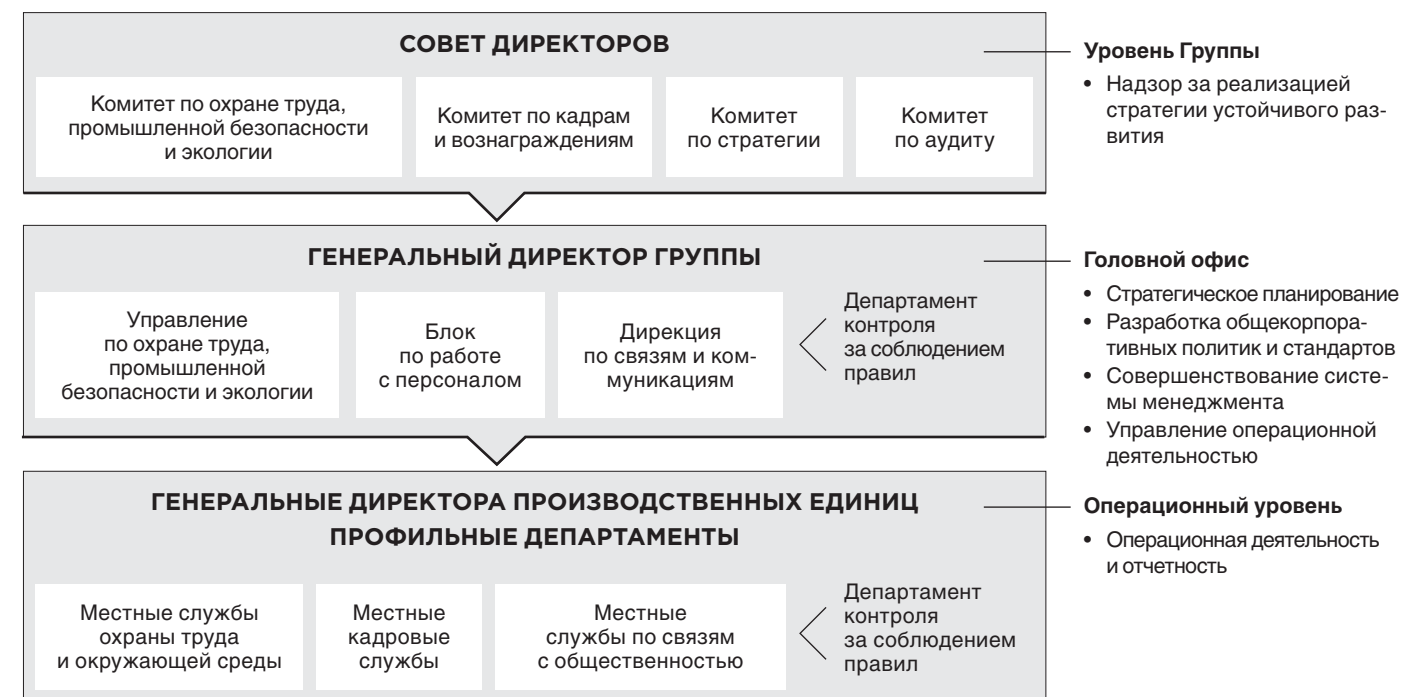 СОВЕТ ДИРЕКТОРОВ
Комитет по охране труда,
промышленной безопасности
и экологии
Комитет по кадрам
и вознаграждениям
Комитет
по стратегии
Комитет
по аудиту
Уровень Группы
• Надзор за реализацией
стратегии устойчивого раз-
вития
ГЕНЕРАЛЬНЫЙ ДИРЕКТОР ГРУППЫ
Управление
по охране труда,
промышленной
безопасности и экологии
Блок
по работе
с персоналом
Дирекция
по связям и ком-
муникациям
Департамент
контроля
за соблюдением
правил
Головной офис
• Стратегическое планирование
• Разработка общекорпора-
тивных политик и стандартов
• Совершенствование систе-
мы менеджмента
• Управление операционной
деятельностью
ГЕНЕРАЛЬНЫЕ ДИРЕКТОРА ПРОИЗВОДСТВЕННЫХ ЕДИНИЦ
ПРОФИЛЬНЫЕ ДЕПАРТАМЕНТЫ
Местные службы
охраны труда
и окружающей среды
Местные
кадровые
службы
Местные
службы по связям
с общественностью
Департамент
контроля
за соблюдением
правил
Операционный уровень
• Операционная деятельность
и отчетность